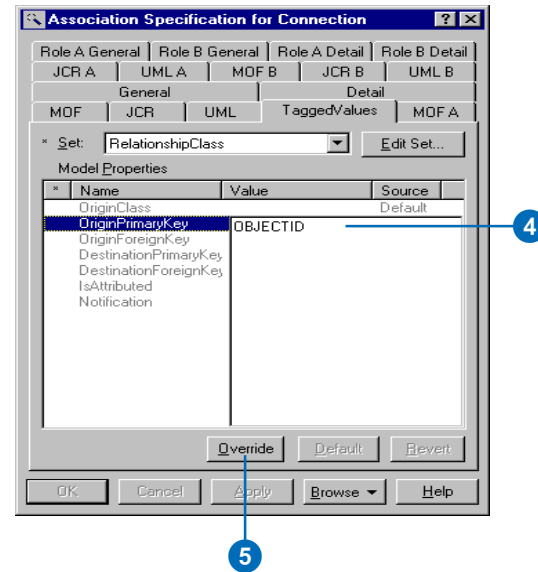 Association Specification for Connection
Role A General Role B General Role A Detail Role B Detail
JCR A UML A MOF B JCR B UML B
General Detail
MOF JCR UML TaggedValues MOF A
* Set: RelationshipClass Edit Set...
Model Properties
* Name Value Source
OriginClass Default
OriginPrimaryKey OBJECTID 4
OriginForeignKey
DestinationPrimaryKey
DestinationForeignKey
IsAttributed
Notification
Override Default Revert
OK Cancel Apply Browse Help
5